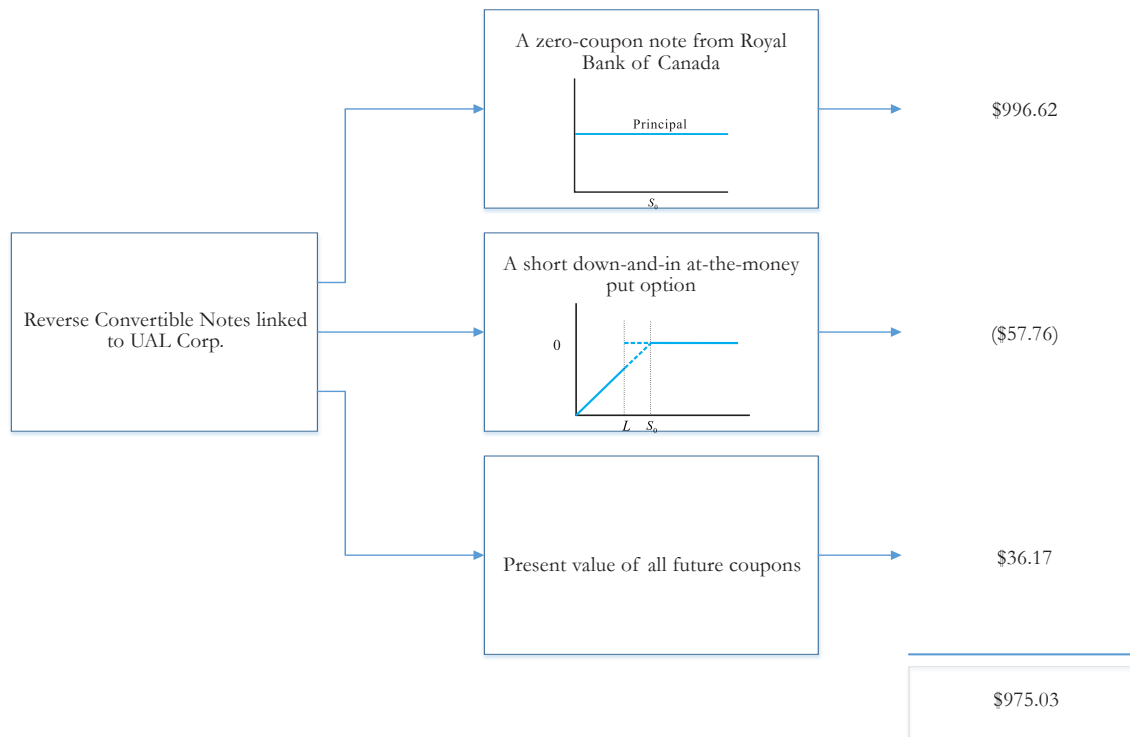 A zero-coupon note from Royal
Bank of Canada
Principal
S₀
$996.62
Reverse Convertible Notes linked
to UAL Corp.
A short down-and-in at-the-money
put option
0
L S₀
($57.76)
Present value of all future coupons
$36.17
$975.03